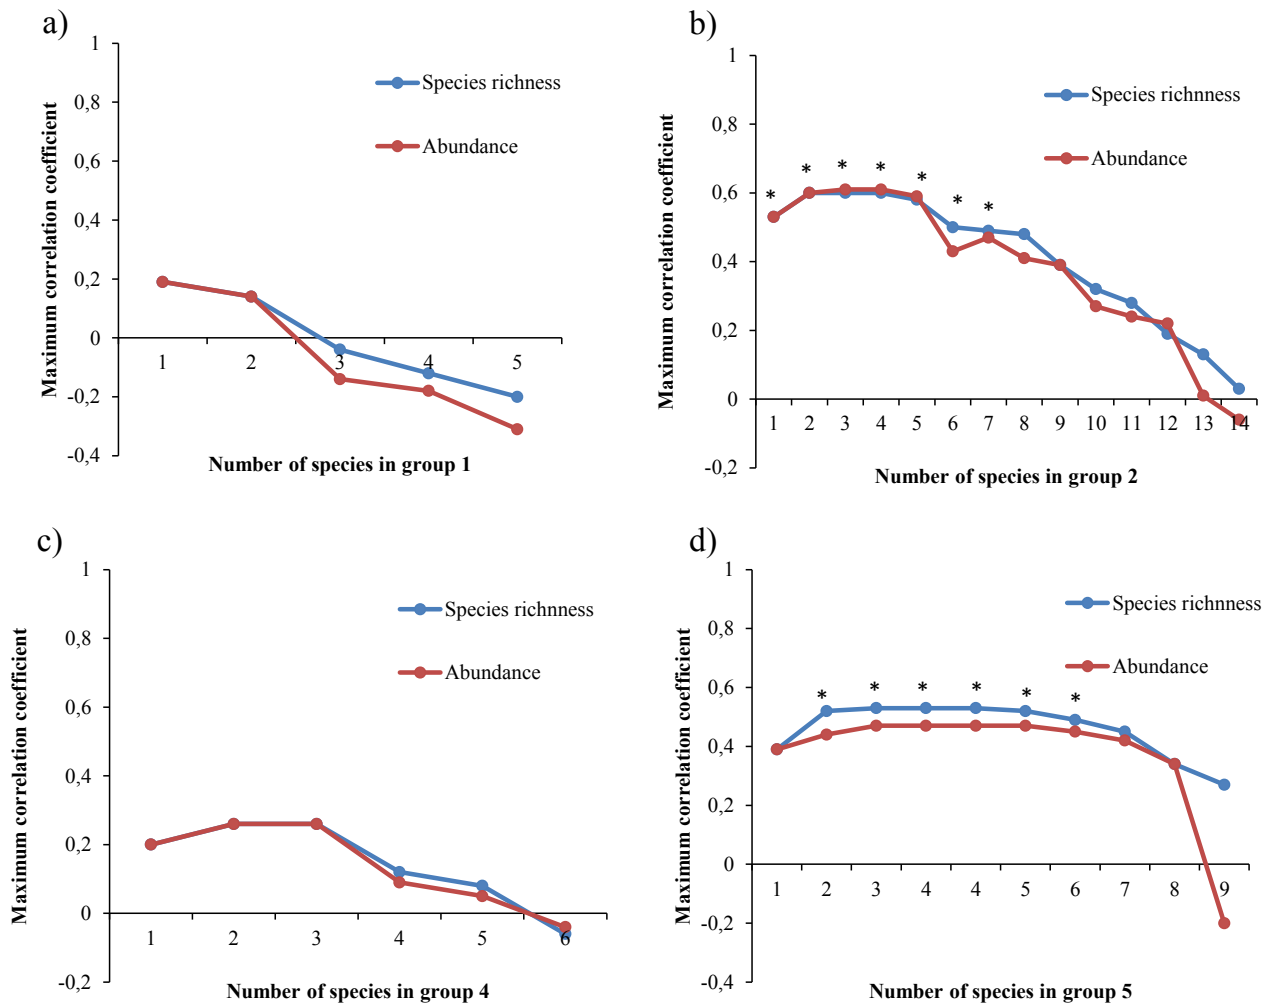 a)
1
0,8
0,6
0,4
0,2
0
-0,2
-0,4
Maximum correlation coefficient
Species richness
Abundance
1 2 3 4 5
Number of species in group 1
b)
1
0,8
0,6
0,4
0,2
0
-0,2
Maximum correlation coefficient
Species richnness
Abundance
* * * * * * *
1 2 3 4 5 6 7 8 9 10 11 12 13 14
Number of species in group 2
c)
1
0,8
0,6
0,4
0,2
0
-0,2
Maximum correlation coefficient
Species richnness
Abundance
1 2 3 4 5 6
Number of species in group 4
d)
1
0,8
0,6
0,4
0,2
0
-0,2
-0,4
Maximum correlation coefficient
Species richnness
Abundance
* * * * * *
1 2 3 4 4 5 6 7 8 9
Number of species in group 5